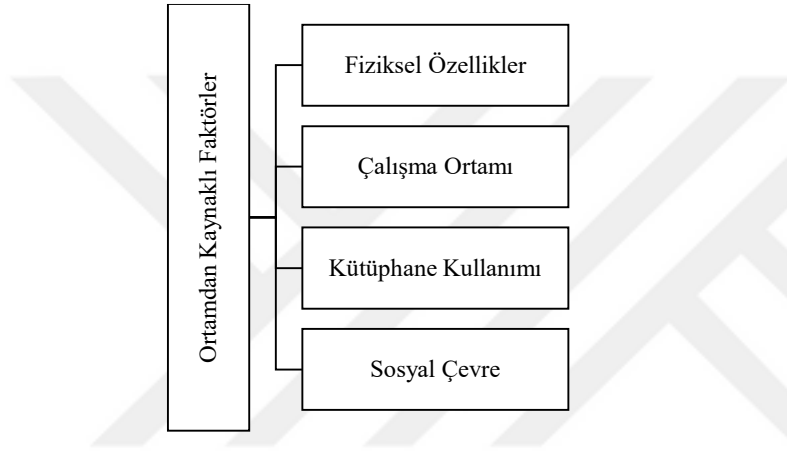 Ortamdan Kaynaklı Faktörler
Fiziksel Özellikler
Çalışma Ortamı
Kütüphane Kullanımı
Sosyal Çevre